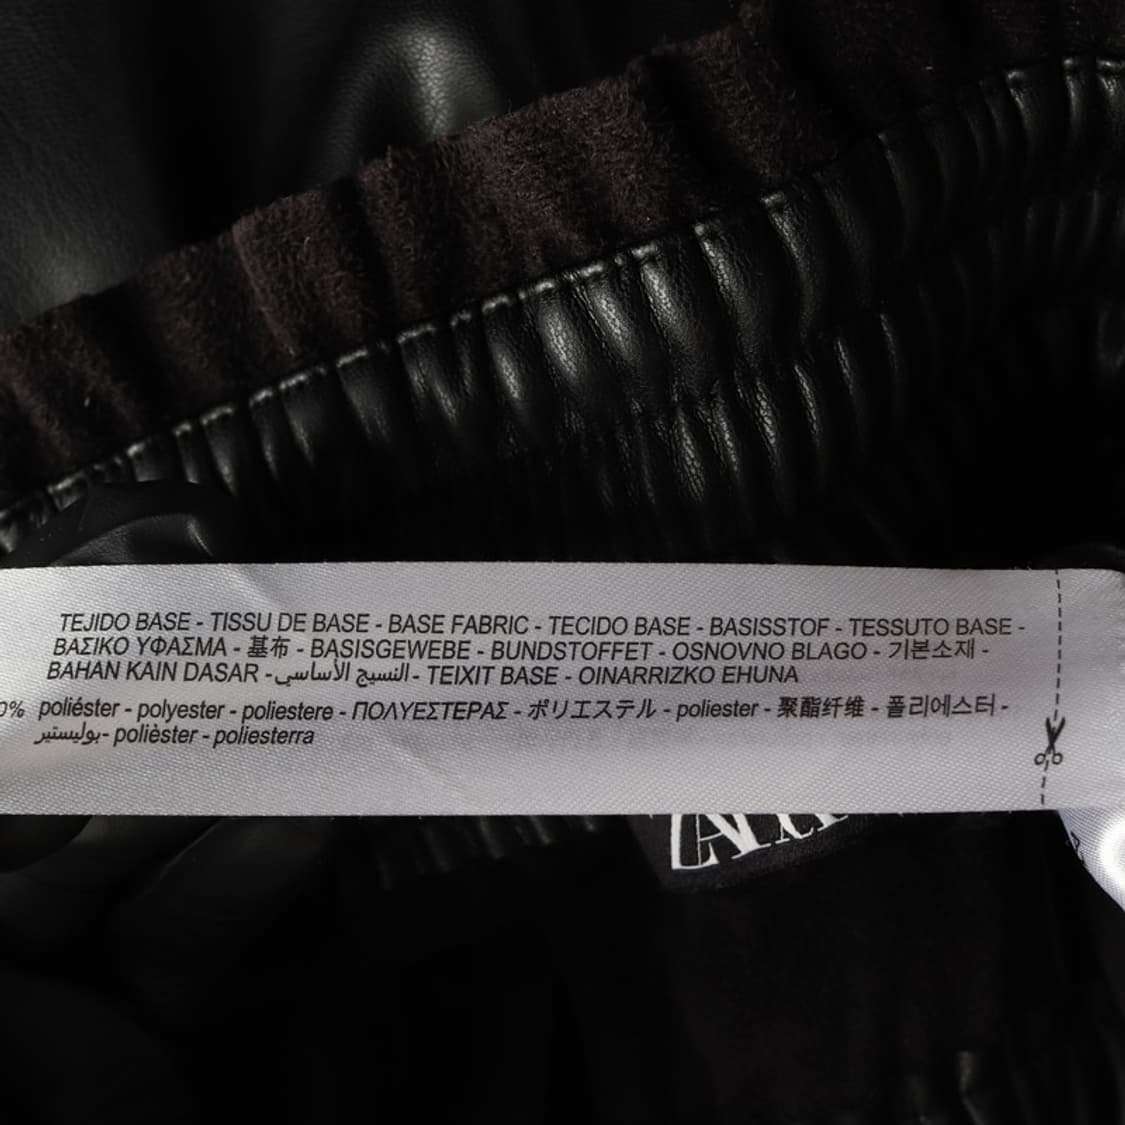 TEJIDO BASE - TISSU DE BASE - BASE FABRIC - TECIDO BASE - BASISSTOF - TESSUTO BASE -
ΒΑΣΙΚΟ ΥΦΑΣΜΑ - 基布 - BASISGEWEBE - BUNDSTOFFET - OSNOVNO BLAGO - 기본소재 -
BAHAN KAIN DASAR - النسيج الأساسي - TEIXIT BASE - OINARRIZKO EHUNA
0% poliéster - polyester - poliestere - ΠΟΛΥΕΣΤΕΡΑΣ - ポリエステル - poliester - 聚酯纤维 - 폴리에스터 -
بوليستير - polièster - poliesterra